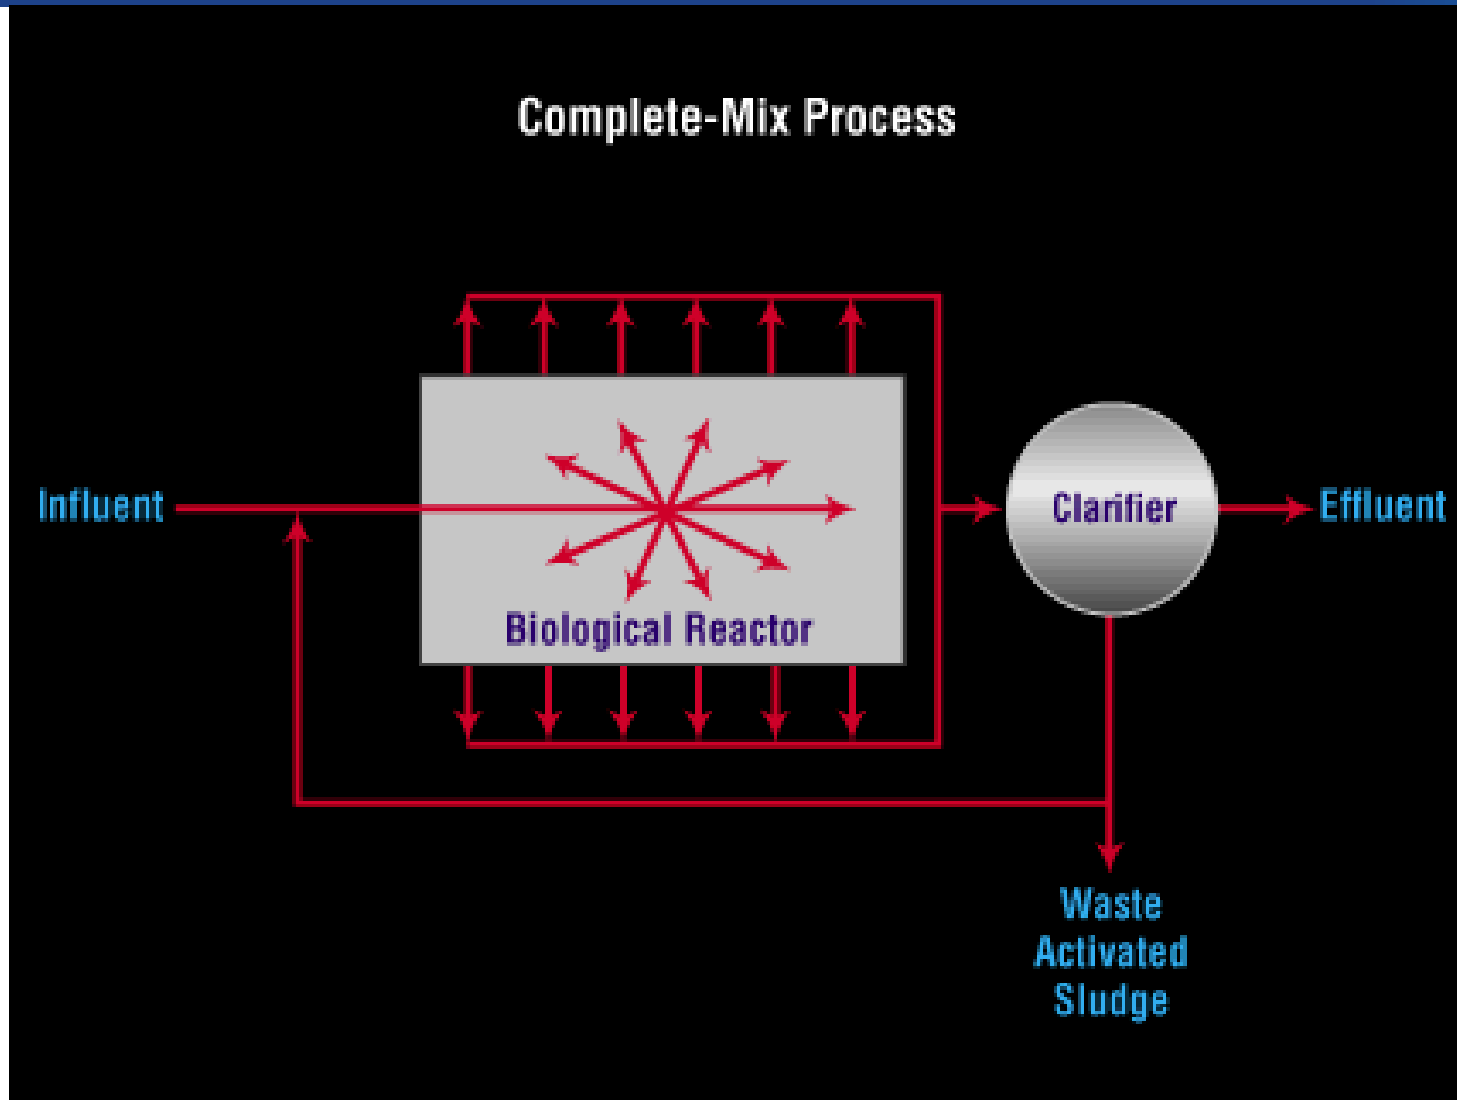 Complete-Mix Process
Influent
Biological Reactor
Clarifier
Effluent
Waste
Activated
Sludge